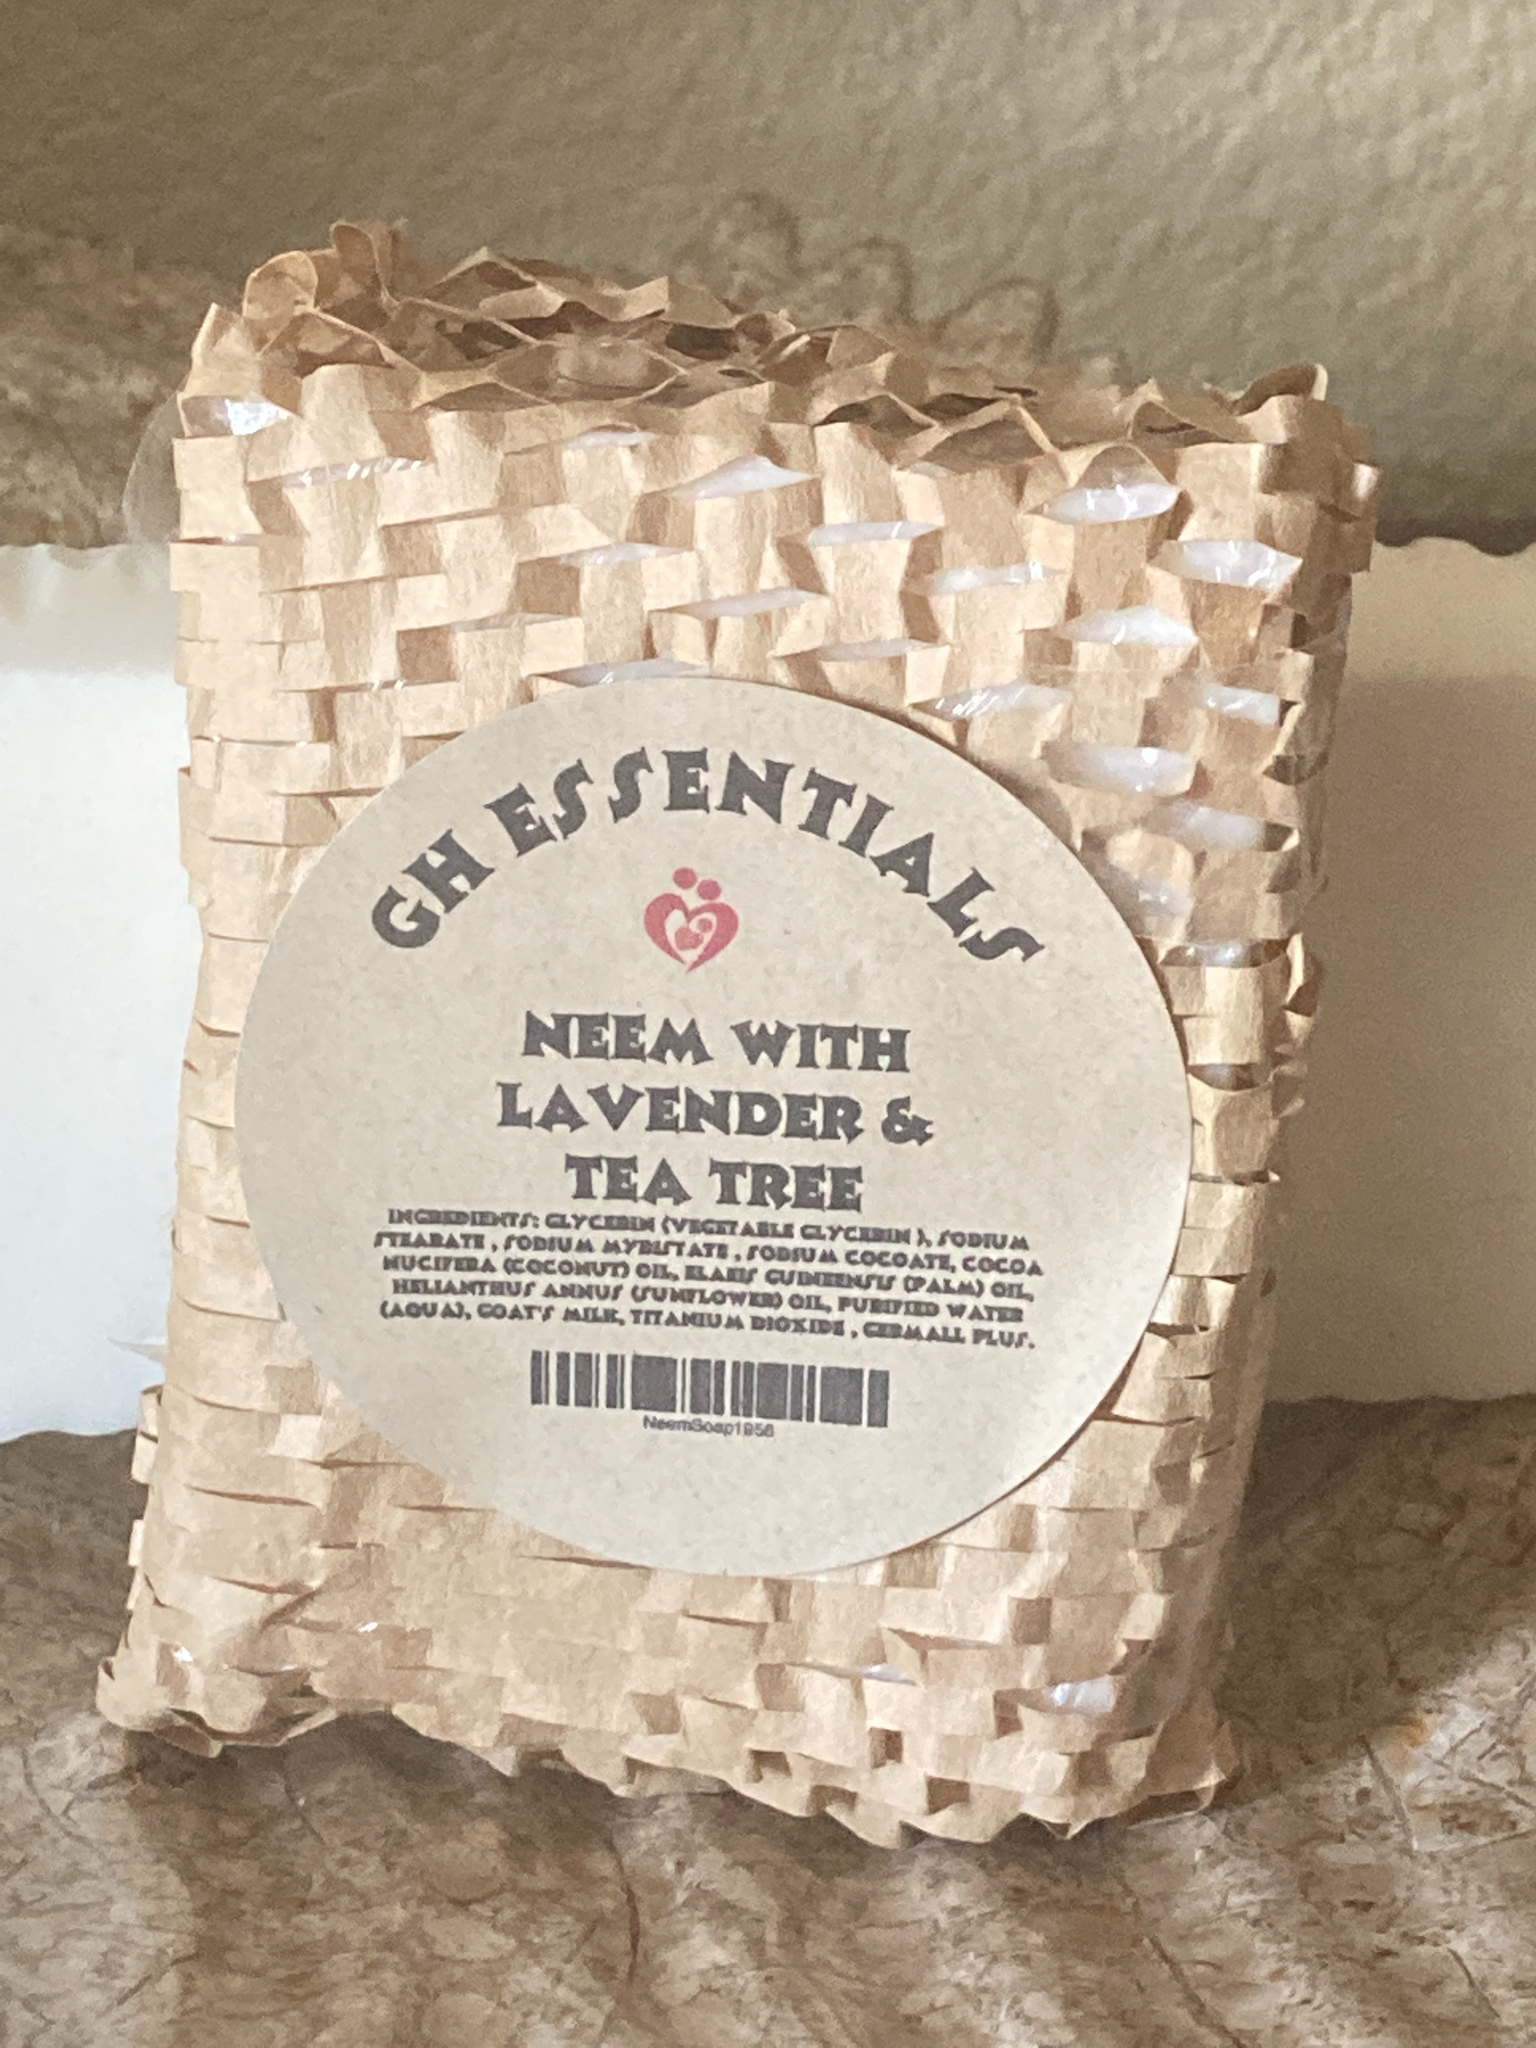 GH ESSENTIALS
NEEM WITH
LAVENDER &
TEA TREE
INGREDIENTS: GLYCERIN (VEGETABLE GLYCERIN ), SODIUM
STEARATE , SODIUM MYRISTATE , SODIUM COCOATE, COCOA
NUCIFERA (COCONUT) OIL, ELAEIS GUINEENSIS (PALM) OIL,
HELIANTHUS ANNUS (SUNFLOWER) OIL, PURIFIED WATER
(AQUA), GOAT'S MILK, TITANIUM DIOXIDE , GERMALL PLUS.
NeemSoap1956